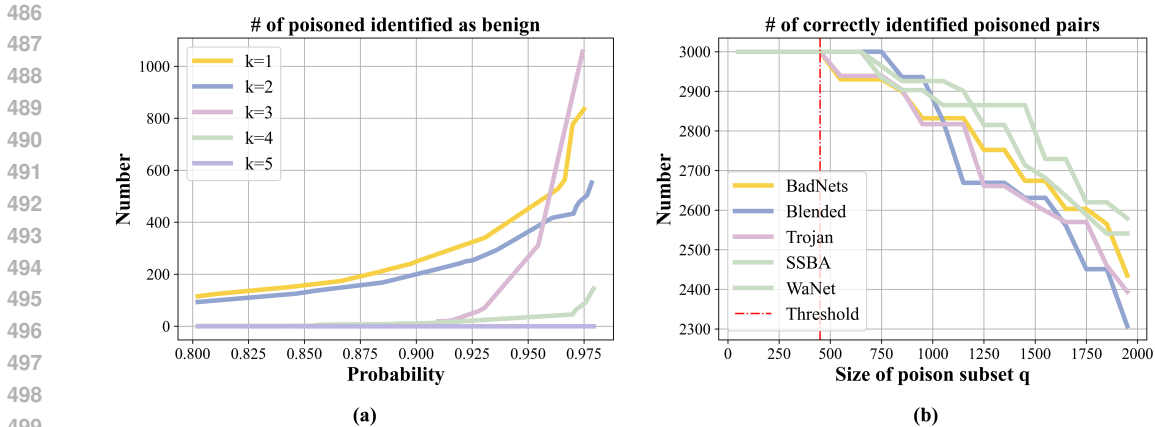 486
487
488
489
490
491
492
493
494
495
496
497
498
499
# of poisoned identified as benign
k=1
k=2
k=3
k=4
k=5
Number
1000
800
600
400
200
0
0.800 0.825 0.850 0.875 0.900 0.925 0.950 0.975
Probability
(a)
# of correctly identified poisoned pairs
Number
3000
2900
2800
2700
2600
2500
2400
2300
BadNets
Blended
Trojan
SSBA
WaNet
Threshold
0 250 500 750 1000 1250 1500 1750 2000
Size of poison subset q
(b)